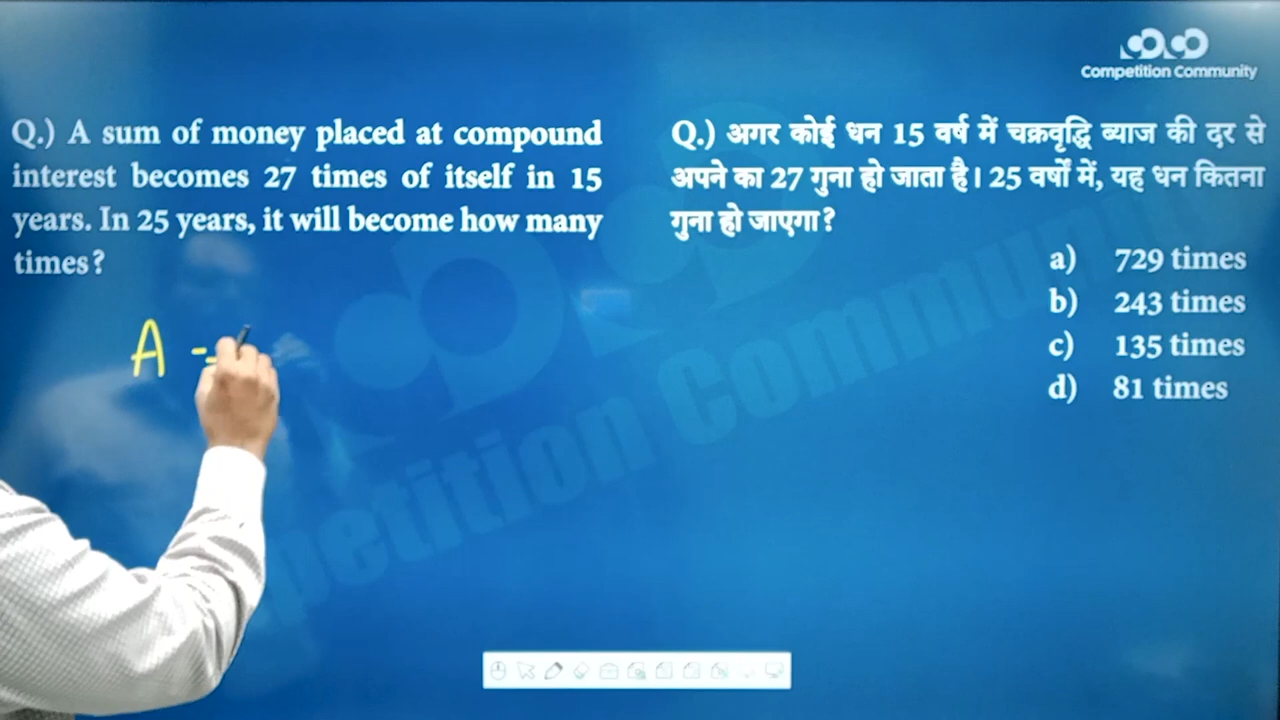 Competition Community
Q.) A sum of money placed at compound
interest becomes 27 times of itself in 15
years. In 25 years, it will become how many
times?
Q.) अगर कोई धन 15 वर्ष में चक्रवृद्धि ब्याज की दर से
अपने का 27 गुना हो जाता है। 25 वर्षों में, यह धन कितना
गुना हो जाएगा?
a) 729 times
b) 243 times
c) 135 times
d) 81 times
A =
Competition Community